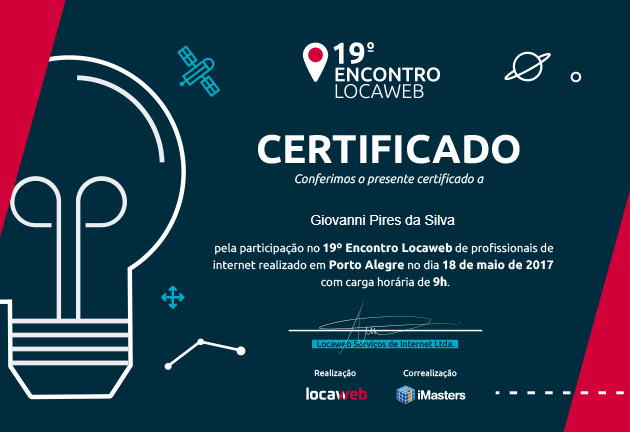 19º
ENCONTRO
LOCAWEB
CERTIFICADO
Conferimos o presente certificado a
Giovanni Pires da Silva
pela participação no 19º Encontro Locaweb de profissionais de
internet realizado em Porto Alegre no dia 18 de maio de 2017
com carga horária de 9h.
Locaweb Serviços de Internet Ltda.
Realização
Correalização
locaweb
iMasters